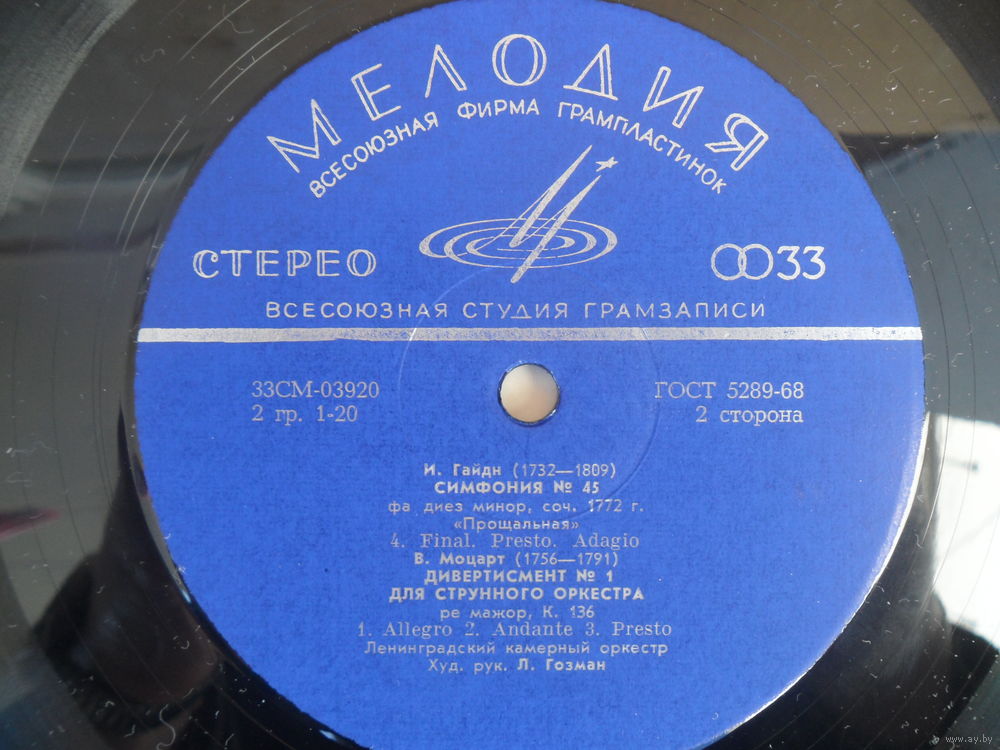 МЕЛОДИЯ
ВСЕСОЮЗНАЯ ФИРМА ГРАМПЛАСТИНОК
СТЕРЕО
33
ВСЕСОЮЗНАЯ СТУДИЯ ГРАМЗАПИСИ
33СМ-03920
ГОСТ 5289-68
2 гр. 1-20
2 сторона
И. Гайдн (1732—1809)
СИМФОНИЯ № 45
фа диез минор, соч. 1772 г.
«Прощальная»
4. Final. Presto. Adagio
В. Моцарт (1756—1791)
ДИВЕРТИСМЕНТ № 1
ДЛЯ СТРУННОГО ОРКЕСТРА
ре мажор, К. 136
1. Allegro 2. Andante 3. Presto
Ленинградский камерный оркестр
Худ. рук. Л. Гозман
www.ay.by